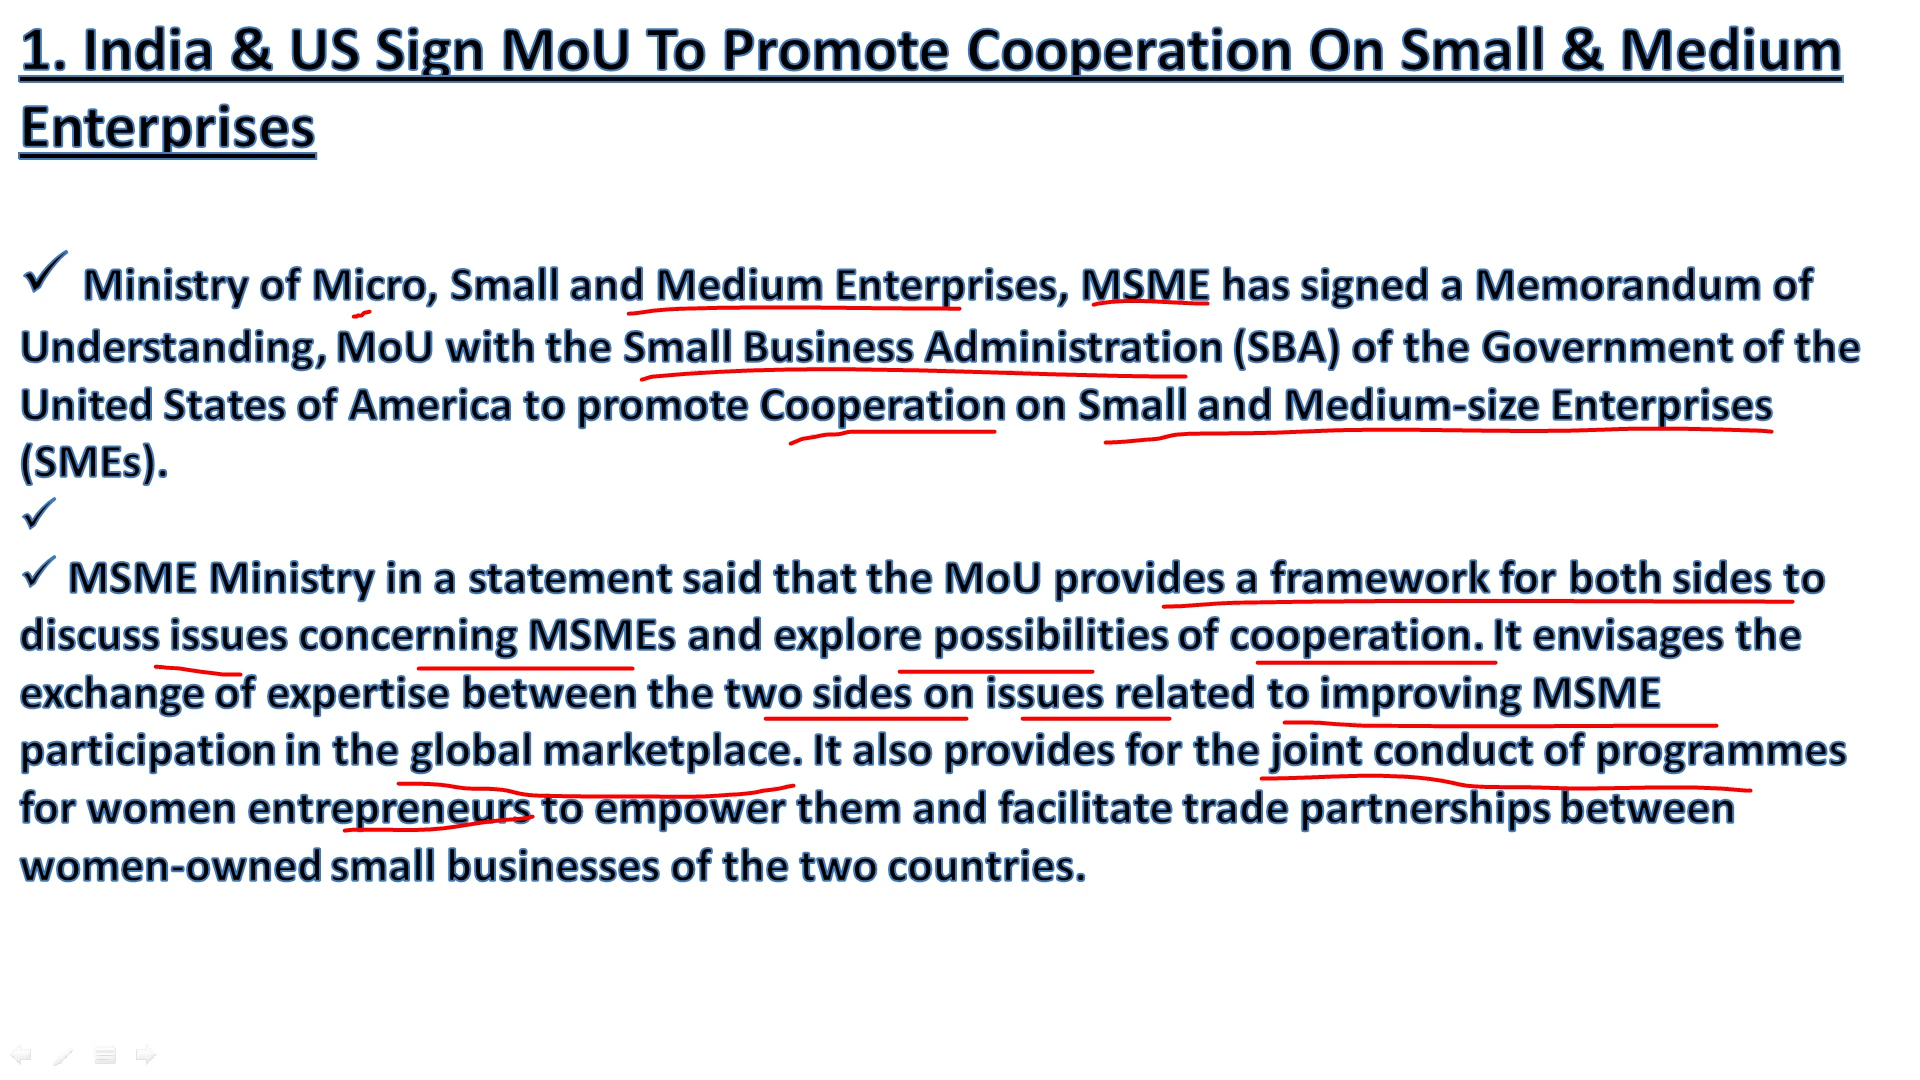 1. India & US Sign MoU To Promote Cooperation On Small & Medium
Enterprises
✓ Ministry of Micro, Small and Medium Enterprises, MSME has signed a Memorandum of
Understanding, MoU with the Small Business Administration (SBA) of the Government of the
United States of America to promote Cooperation on Small and Medium-size Enterprises
(SMEs).
✓
✓ MSME Ministry in a statement said that the MoU provides a framework for both sides to
discuss issues concerning MSMEs and explore possibilities of cooperation. It envisages the
exchange of expertise between the two sides on issues related to improving MSME
participation in the global marketplace. It also provides for the joint conduct of programmes
for women entrepreneurs to empower them and facilitate trade partnerships between
women-owned small businesses of the two countries.